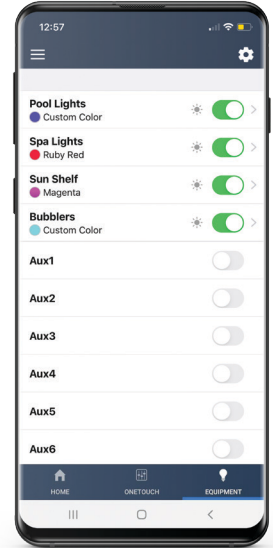 12:57
Pool Lights
Custom Color
Spa Lights
Ruby Red
Sun Shelf
Magenta
Bubblers
Custom Color
Aux1
Aux2
Aux3
Aux4
Aux5
Aux6
HOME
ONETOUCH
EQUIPMENT